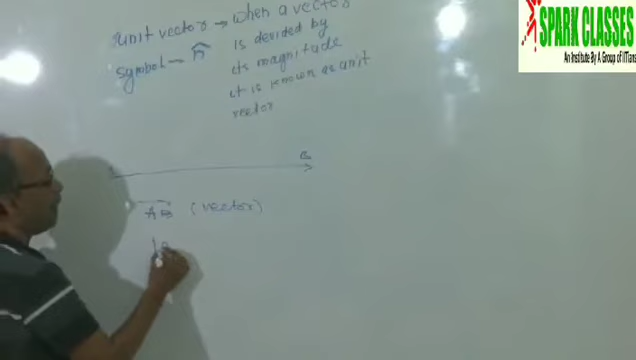 unit vector → when a vector
is devided by
symbol — n̂
its magnitude
it is known as unit
vector
B
AB (vector)
SPARK CLASSES
An Institute By A Group of IITians